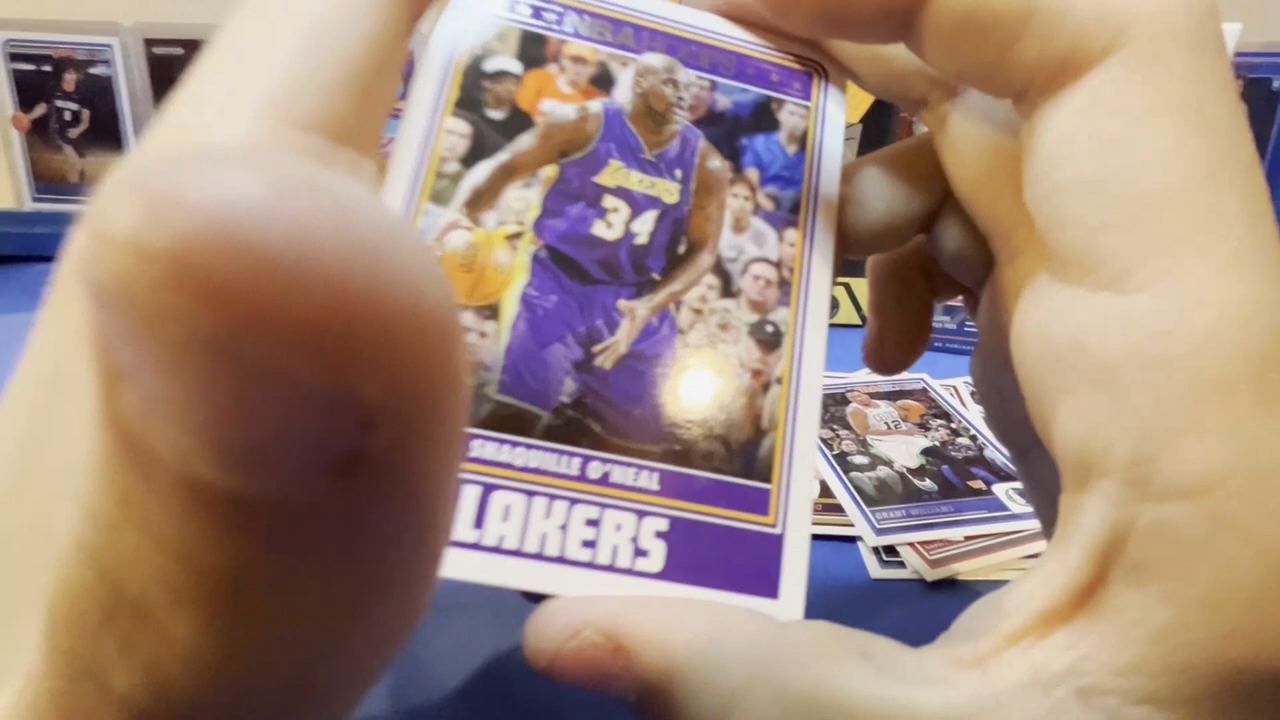 NBA HOOPS
LAKERS
34
SHAQUILLE O'NEAL
LAKERS
12
GRANT WILLIAMS